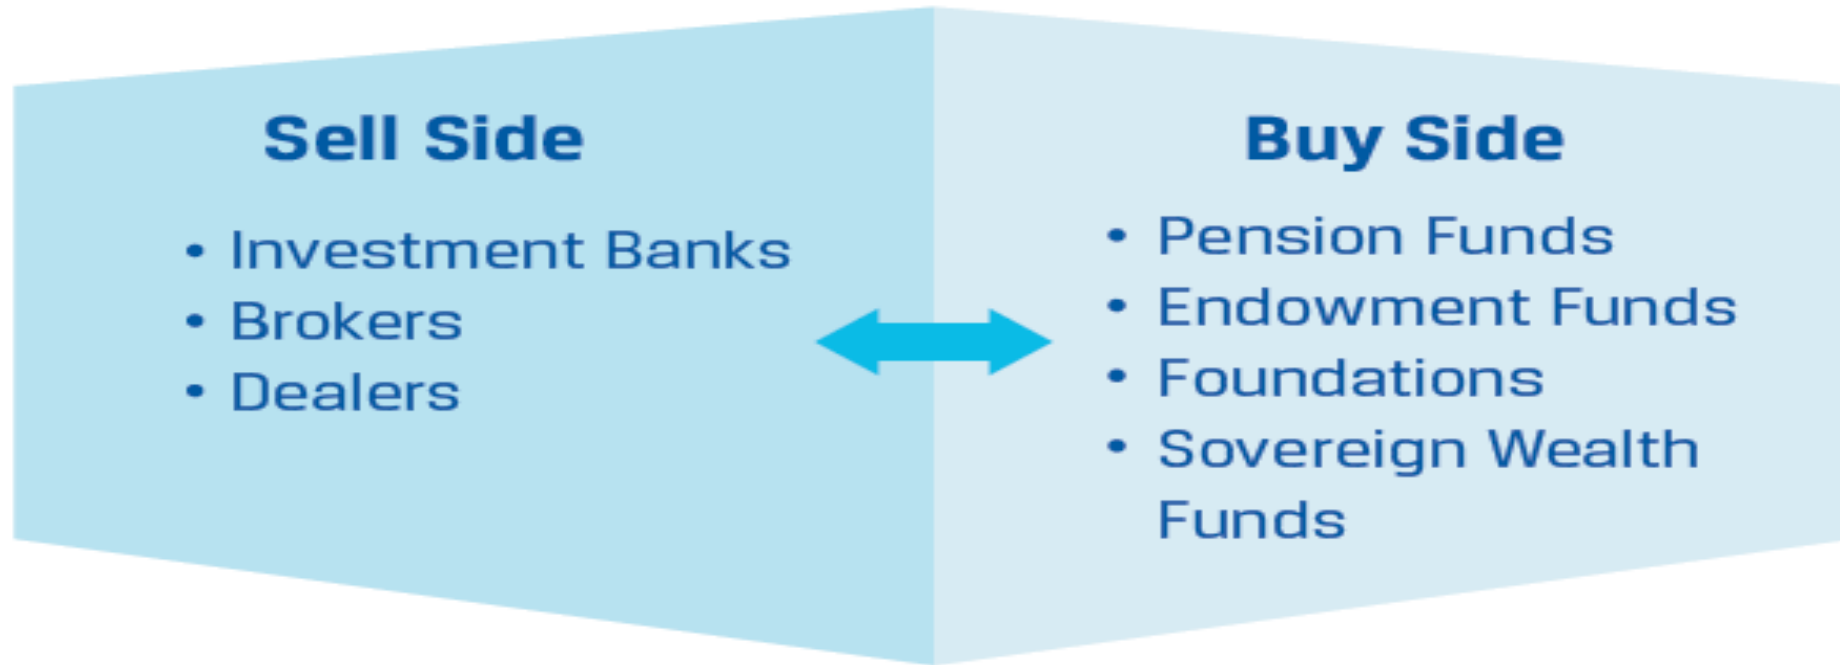 Sell Side
• Investment Banks
• Brokers
• Dealers
Buy Side
• Pension Funds
• Endowment Funds
• Foundations
• Sovereign Wealth
Funds